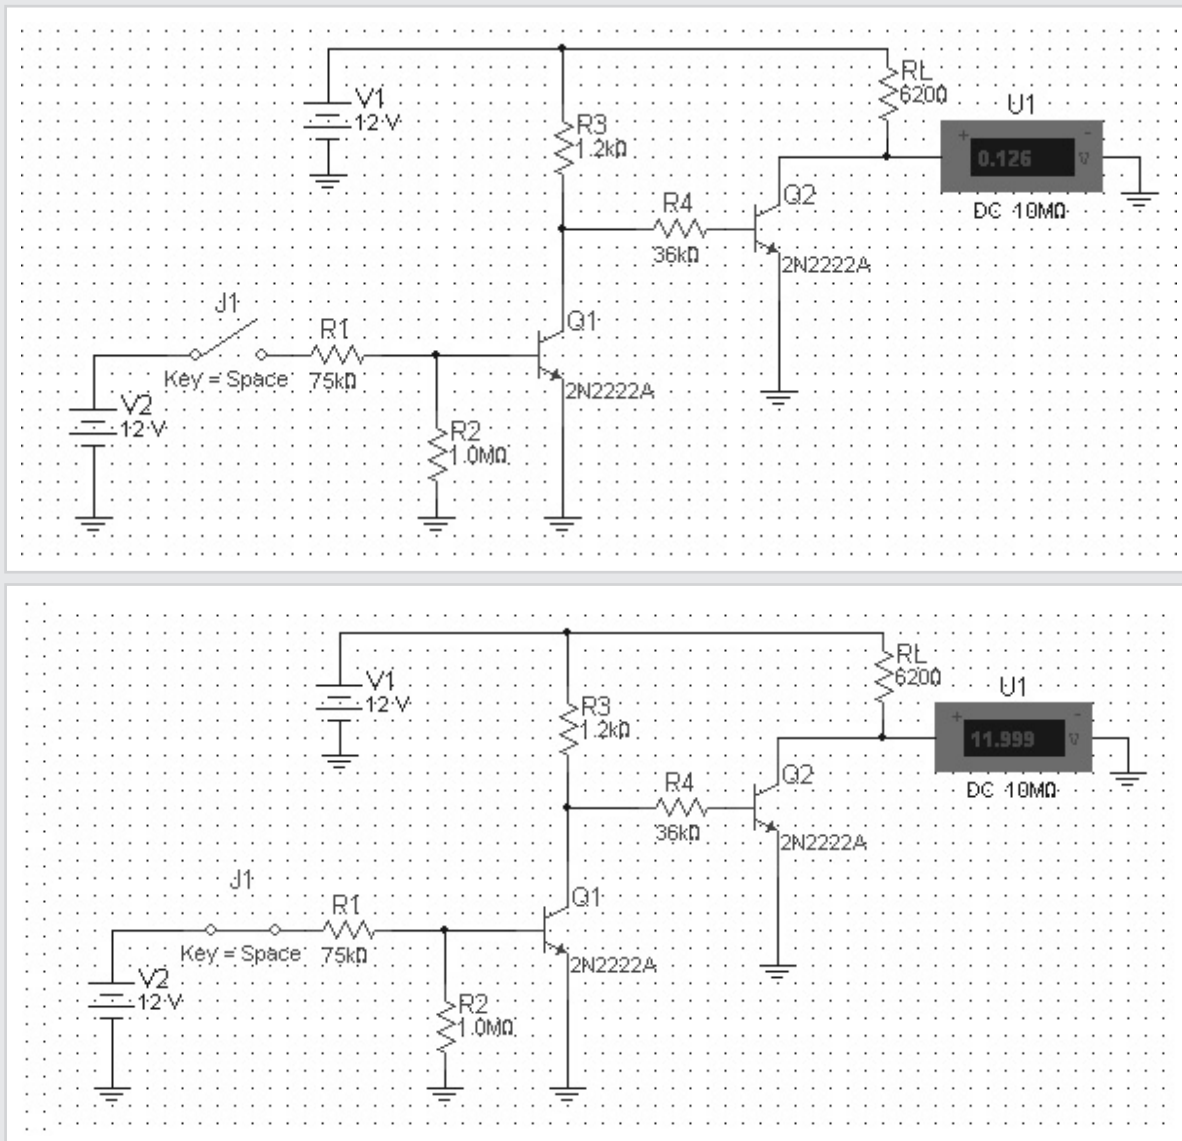 V1
12 V
R3
1.2kΩ
RL
620Ω
U1
+ -
0.126 V
DC 10MΩ
R4
36kΩ
Q2
2N2222A
J1
Key = Space
R1
75kΩ
Q1
2N2222A
V2
12 V
R2
1.0MΩ
V1
12 V
R3
1.2kΩ
RL
620Ω
U1
+ -
11.999 V
DC 10MΩ
R4
36kΩ
Q2
2N2222A
J1
Key = Space
R1
75kΩ
Q1
2N2222A
V2
12 V
R2
1.0MΩ